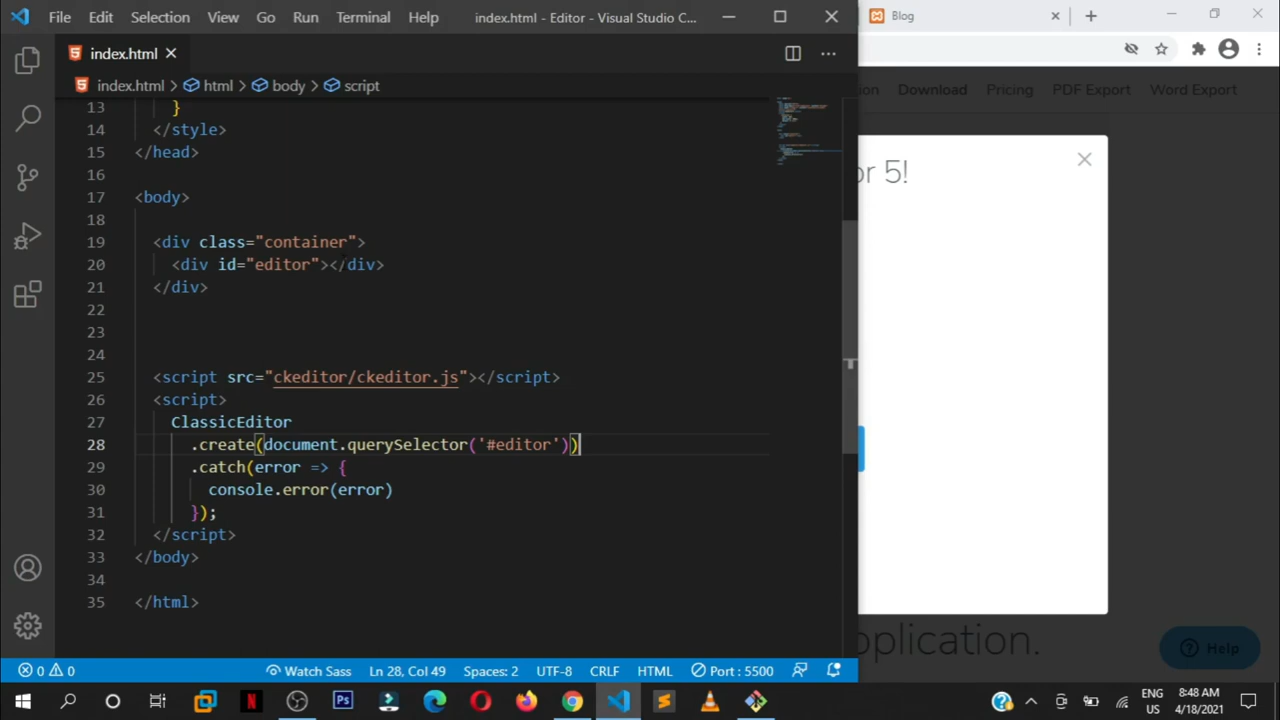 File Edit Selection View Go Run Terminal Help index.html - Editor - Visual Studio C...
Blog
index.html
index.html > html > body > script
Download Pricing PDF Export Word Export
13 }
14 </style>
15 </head>
16
17 <body>
18
19 <div class="container">
20 <div id="editor"></div>
21 </div>
22
23
24
25 <script src="ckeditor/ckeditor.js"></script>
26 <script>
27 ClassicEditor
28 .create(document.querySelector('#editor'))
29 .catch(error => {
30 console.error(error)
31 });
32 </script>
33 </body>
34
35 </html>
or 5!
pplication.
Help
0 0 Watch Sass Ln 28, Col 49 Spaces: 2 UTF-8 CRLF HTML Port : 5500
ENG
US
8:48 AM
4/18/2021